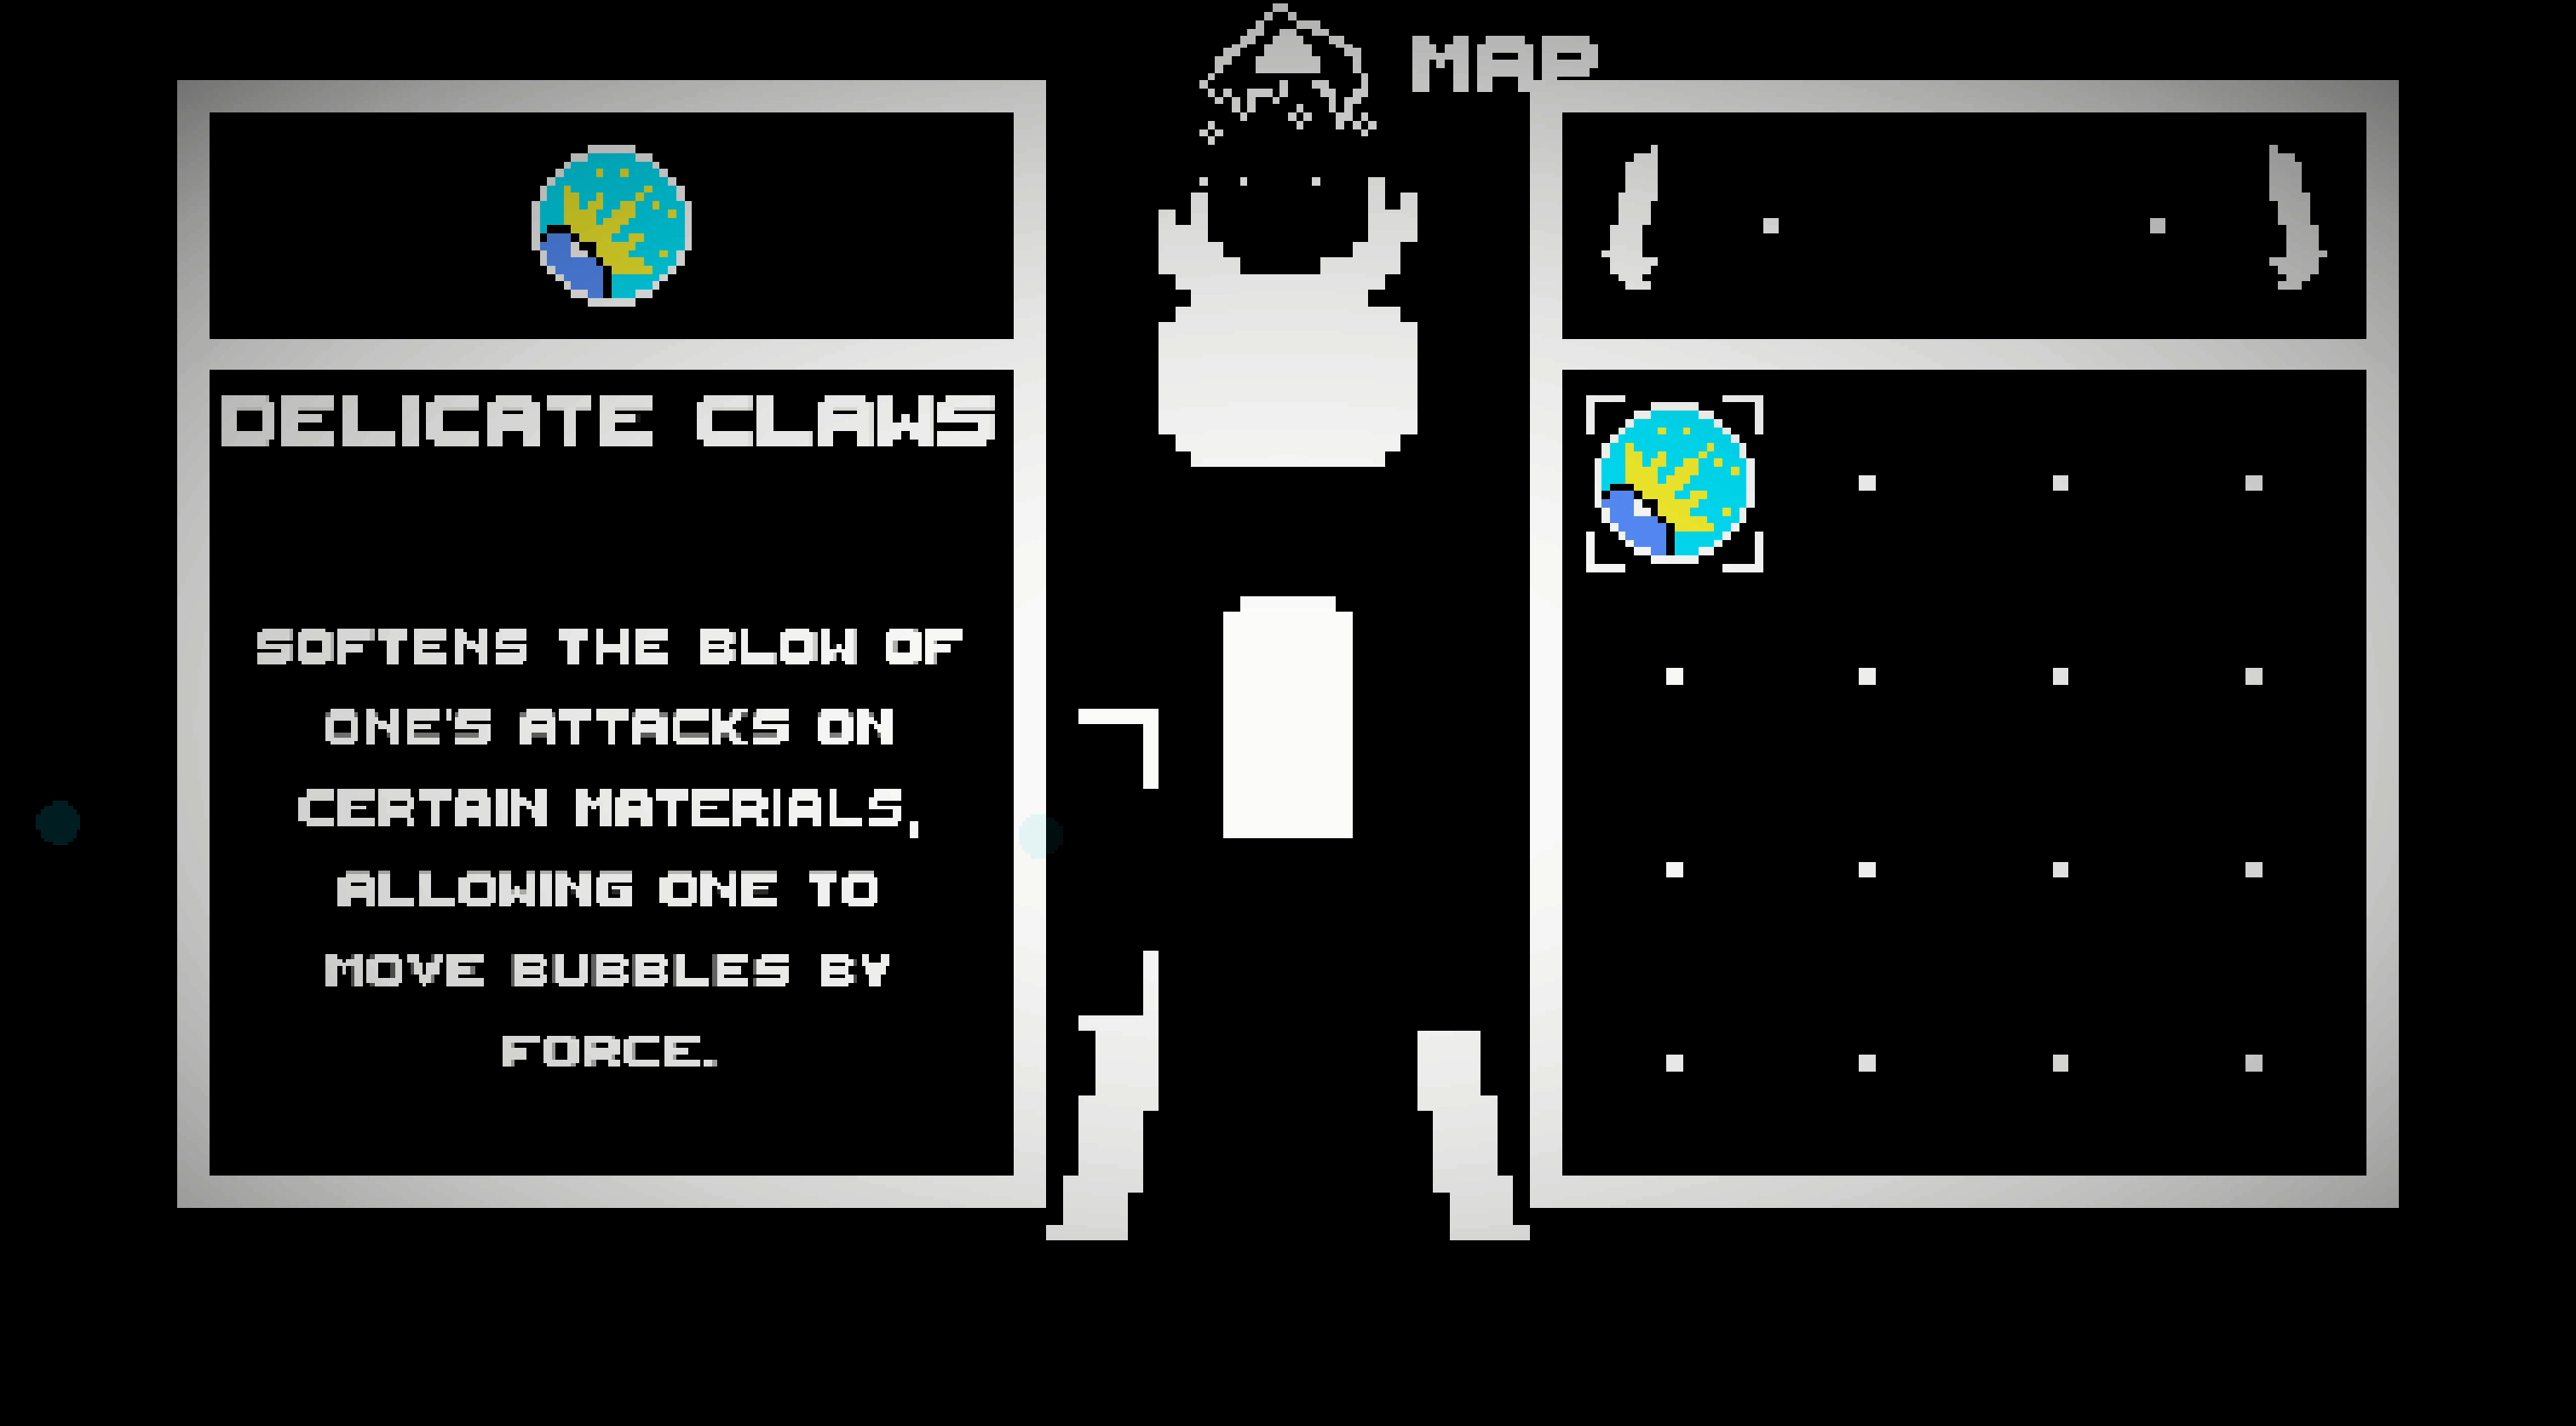 MAP
DELICATE CLAWS
SOFTENS THE BLOW OF
ONE'S ATTACKS ON
CERTAIN MATERIALS,
ALLOWING ONE TO
MOVE BUBBLES BY
FORCE.